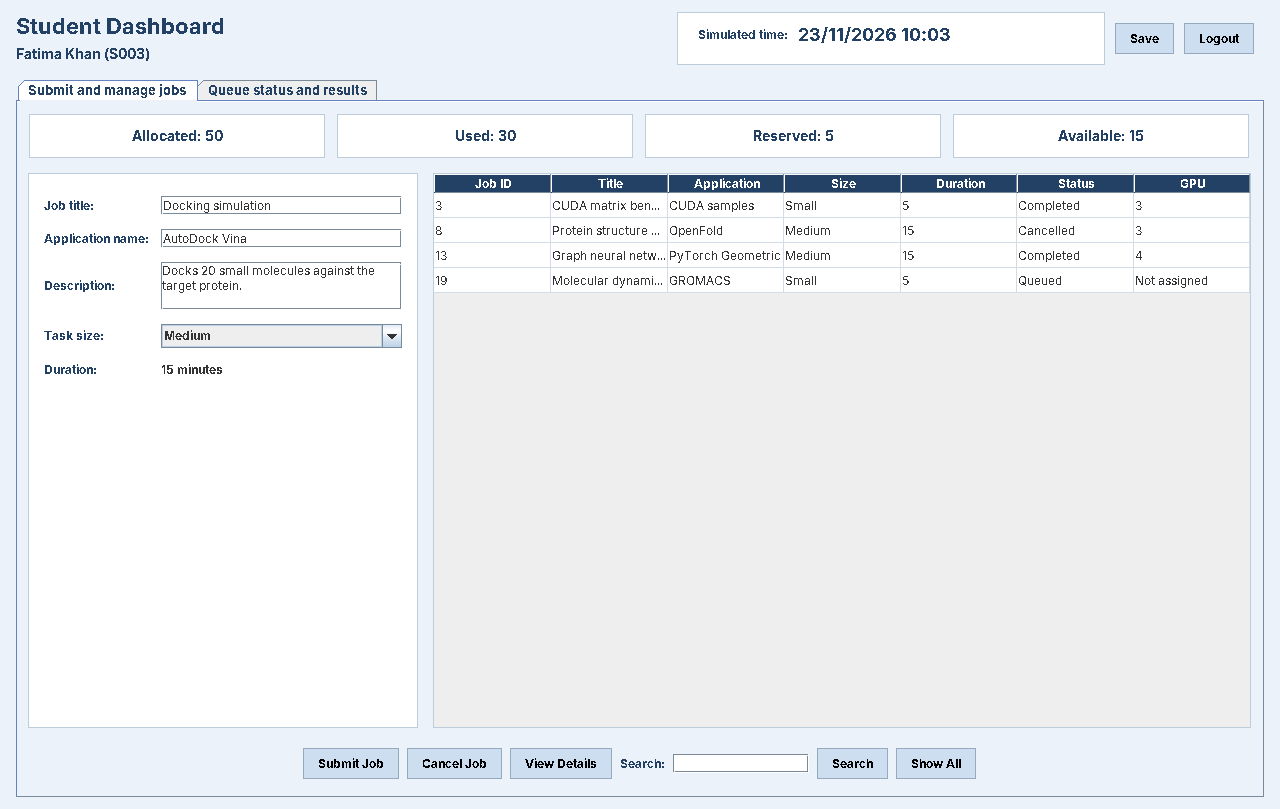 Student Dashboard
Fatima Khan (S003)
Simulated time: 23/11/2026 10:03
Save
Logout
Submit and manage jobs
Queue status and results
Allocated: 50
Used: 30
Reserved: 5
Available: 15
Job title: Docking simulation
Application name: AutoDock Vina
Description: Docks 20 small molecules against the
target protein.
Task size: Medium
Duration: 15 minutes
Job ID Title Application Size Duration Status GPU
3 CUDA matrix ben... CUDA samples Small 5 Completed 3
8 Protein structure ... OpenFold Medium 15 Cancelled 3
13 Graph neural netw... PyTorch Geometric Medium 15 Completed 4
19 Molecular dynami... GROMACS Small 5 Queued Not assigned
Submit Job
Cancel Job
View Details
Search:
Search
Show All